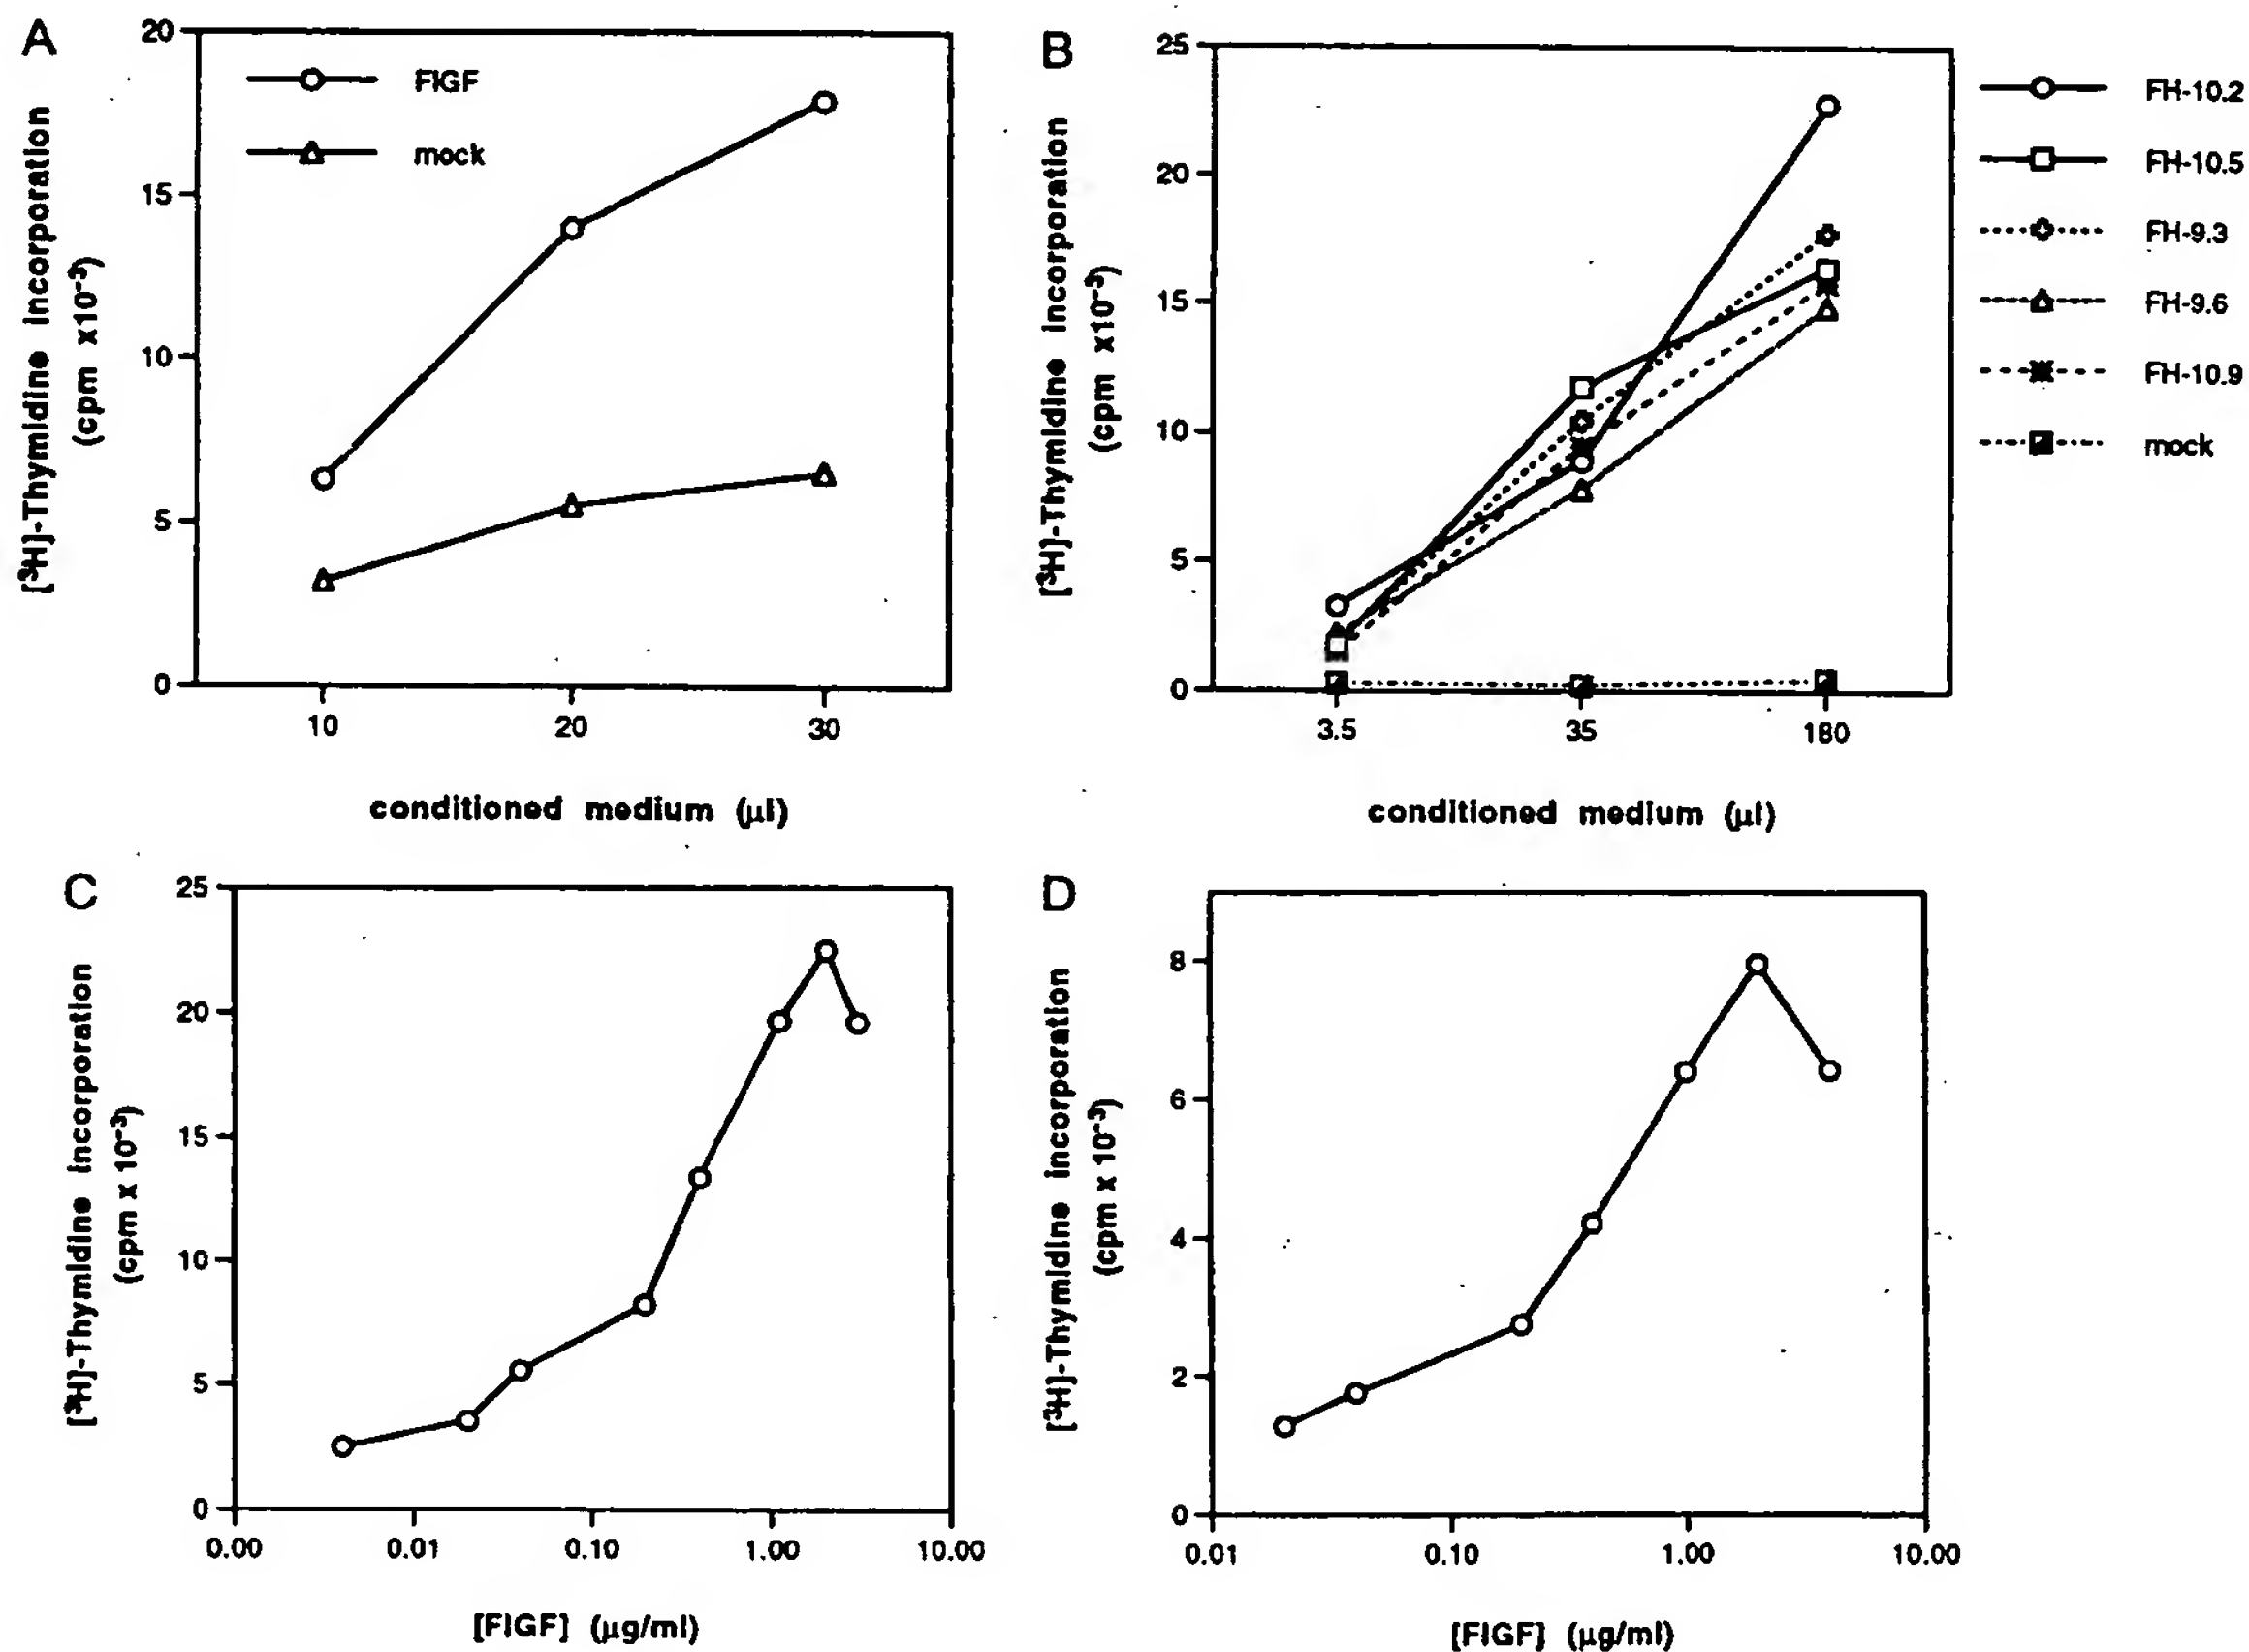 A
20
15
10
5
0
FIGF
mock
[³H]-Thymidine incorporation
(cpm x10⁻³)
10 20 30
conditioned medium (µl)
B
25
20
15
10
5
0
[³H]-Thymidine incorporation
(cpm x10⁻³)
3.5 35 180
conditioned medium (µl)
FH-10.2
FH-10.5
FH-9.3
FH-9.6
FH-10.9
mock
C
25
20
15
10
5
0
[³H]-Thymidine incorporation
(cpm x 10⁻³)
0.00 0.01 0.10 1.00 10.00
[FIGF] (µg/ml)
D
8
6
4
2
0
[³H]-Thymidine incorporation
(cpm x 10⁻³)
0.01 0.10 1.00 10.00
[FIGF] (µg/ml)